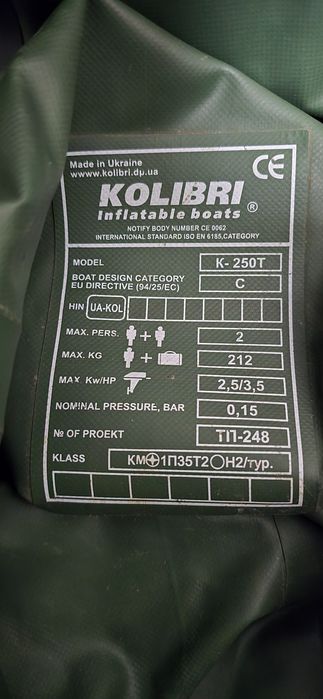 Made in Ukraine
www.kolibri.dp.ua
CE
KOLIBRI®
Inflatable boats
NOTIFY BODY NUMBER CE 0062
INTERNATIONAL STANDARD ISO EN 6185,CATEGORY
MODEL K-250T
BOAT DESIGN CATEGORY
EU DIRECTIVE (94/25/EC) C
HIN UA-KOL
MAX. PERS. + 2
MAX. KG + 212
MAX Kw/HP 2,5/3,5
NOMINAL PRESSURE, BAR 0,15
№ OF PROEKT ТП-248
KLASS КМ⊕1П35Т2○Н2/тур.